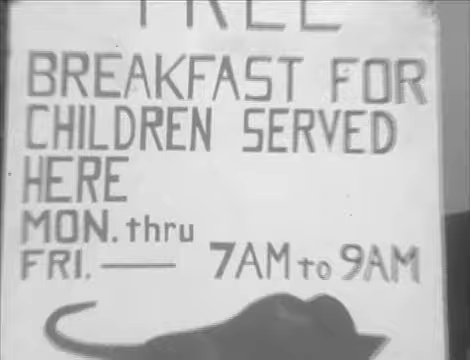 FREE
BREAKFAST FOR
CHILDREN SERVED
HERE
MON. thru
FRI. — 7AM to 9AM